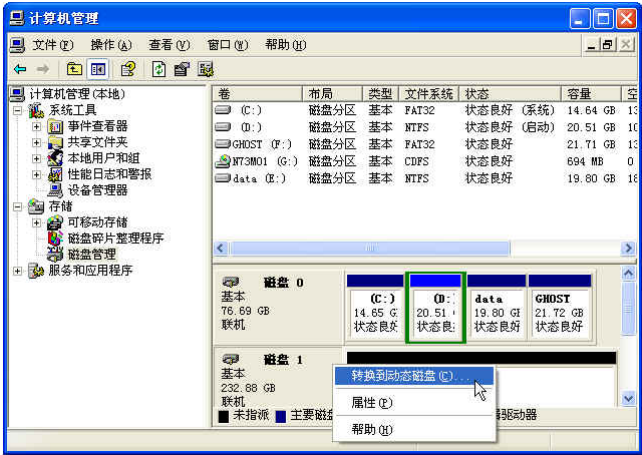 计算机管理
文件(F) 操作(A) 查看(V) 窗口(W) 帮助(H)
计算机管理(本地)
系统工具
事件查看器
共享文件夹
本地用户和组
性能日志和警报
设备管理器
存储
可移动存储
磁盘碎片整理程序
磁盘管理
服务和应用程序
卷 布局 类型 文件系统 状态 容量
(C:) 磁盘分区 基本 FAT32 状态良好 (系统) 14.64 GB
(D:) 磁盘分区 基本 NTFS 状态良好 (启动) 20.51 GB
GHOST (F:) 磁盘分区 基本 FAT32 状态良好 21.71 GB
N73M01 (G:) 磁盘分区 基本 CDFS 状态良好 694 MB 0
data (E:) 磁盘分区 基本 NTFS 状态良好 19.80 GB
磁盘 0
基本
76.69 GB
联机
(C:)
14.65 G
状态良好
(D:
20.51
状态良
data
19.80 GI
状态良好
GHOST
21.72 GB
状态良好
磁盘 1
基本
232.88 GB
联机
转换到动态磁盘(C)...
属性(P)
帮助(H)
未指派 主要磁 驱动器